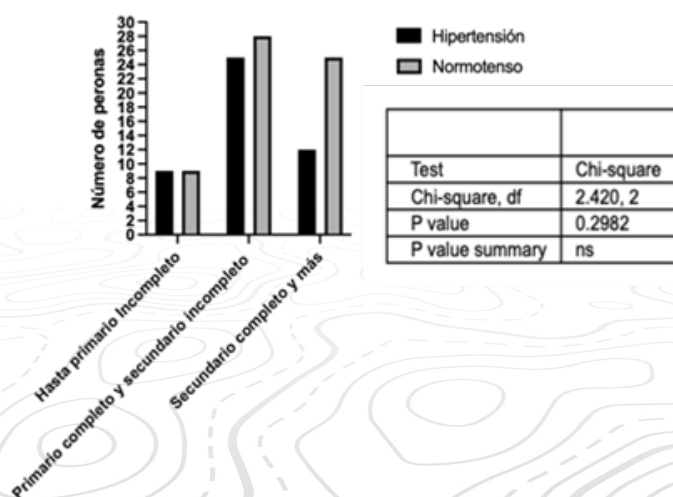 Número de peronas
30
28
26
24
22
20
18
16
14
12
10
8
6
4
2
0
Hasta primario Incompleto
Primario completo y secundario incompleto
Secundario completo y más
Hipertensión
Normotenso
Test Chi-square
Chi-square, df 2.420, 2
P value 0.2982
P value summary ns